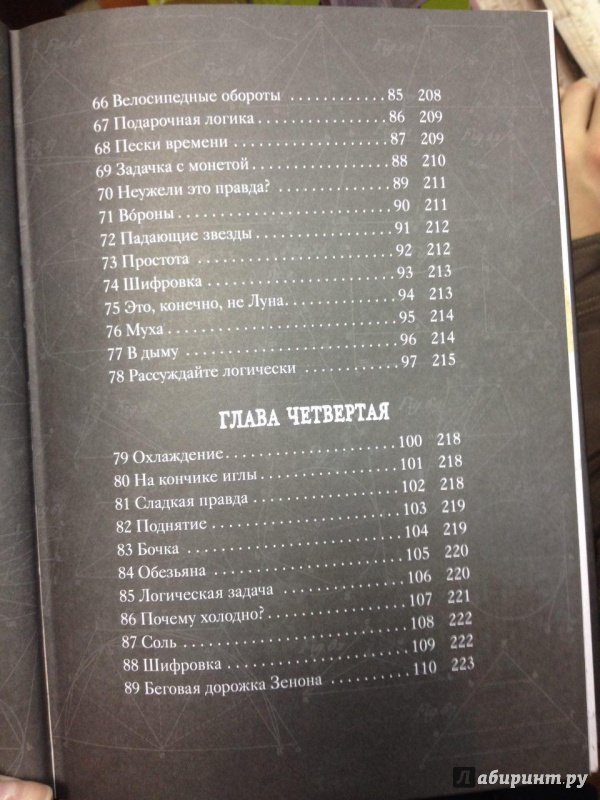 66 Велосипедные обороты ............85 208
67 Подарочная логика ................86 209
68 Пески времени ....................87 209
69 Задачка с монетой ................88 210
70 Неужели это правда? ..............89 211
71 Во́роны ...........................90 211
72 Падающие звезды ..................91 212
73 Простота .........................92 212
74 Шифровка .........................93 213
75 Это, конечно, не Луна.............94 213
76 Муха .............................95 214
77 В дыму ...........................96 214
78 Рассуждайте логически ............97 215
ГЛАВА ЧЕТВЕРТАЯ
79 Охлаждение.......................100 218
80 На кончике иглы .................101 218
81 Сладкая правда ..................102 218
82 Поднятие ........................103 219
83 Бочка ...........................104 219
84 Обезьяна ........................105 220
85 Логическая задача ...............106 220
86 Почему холодно? .................107 221
87 Соль ............................108 222
88 Шифровка ........................109 222
89 Беговая дорожка Зенона ..........110 223
Лабиринт.ру